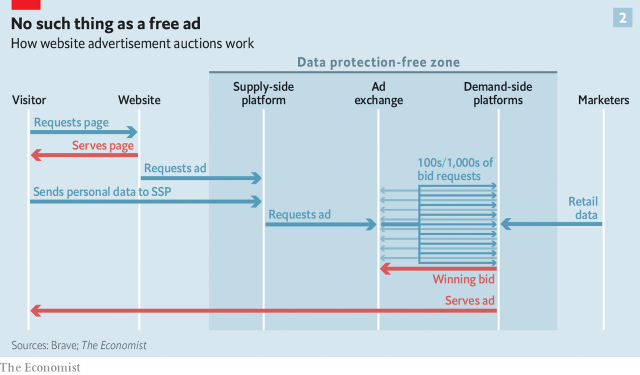 No such thing as a free ad
2
How website advertisement auctions work
Data protection-free zone
Visitor
Website
Supply-side
platform
Ad
exchange
Demand-side
platforms
Marketers
Requests page
Serves page
Requests ad
Sends personal data to SSP
Requests ad
100s/1,000s of
bid requests
Retail
data
Winning bid
Serves ad
Sources: Brave; The Economist
The Economist